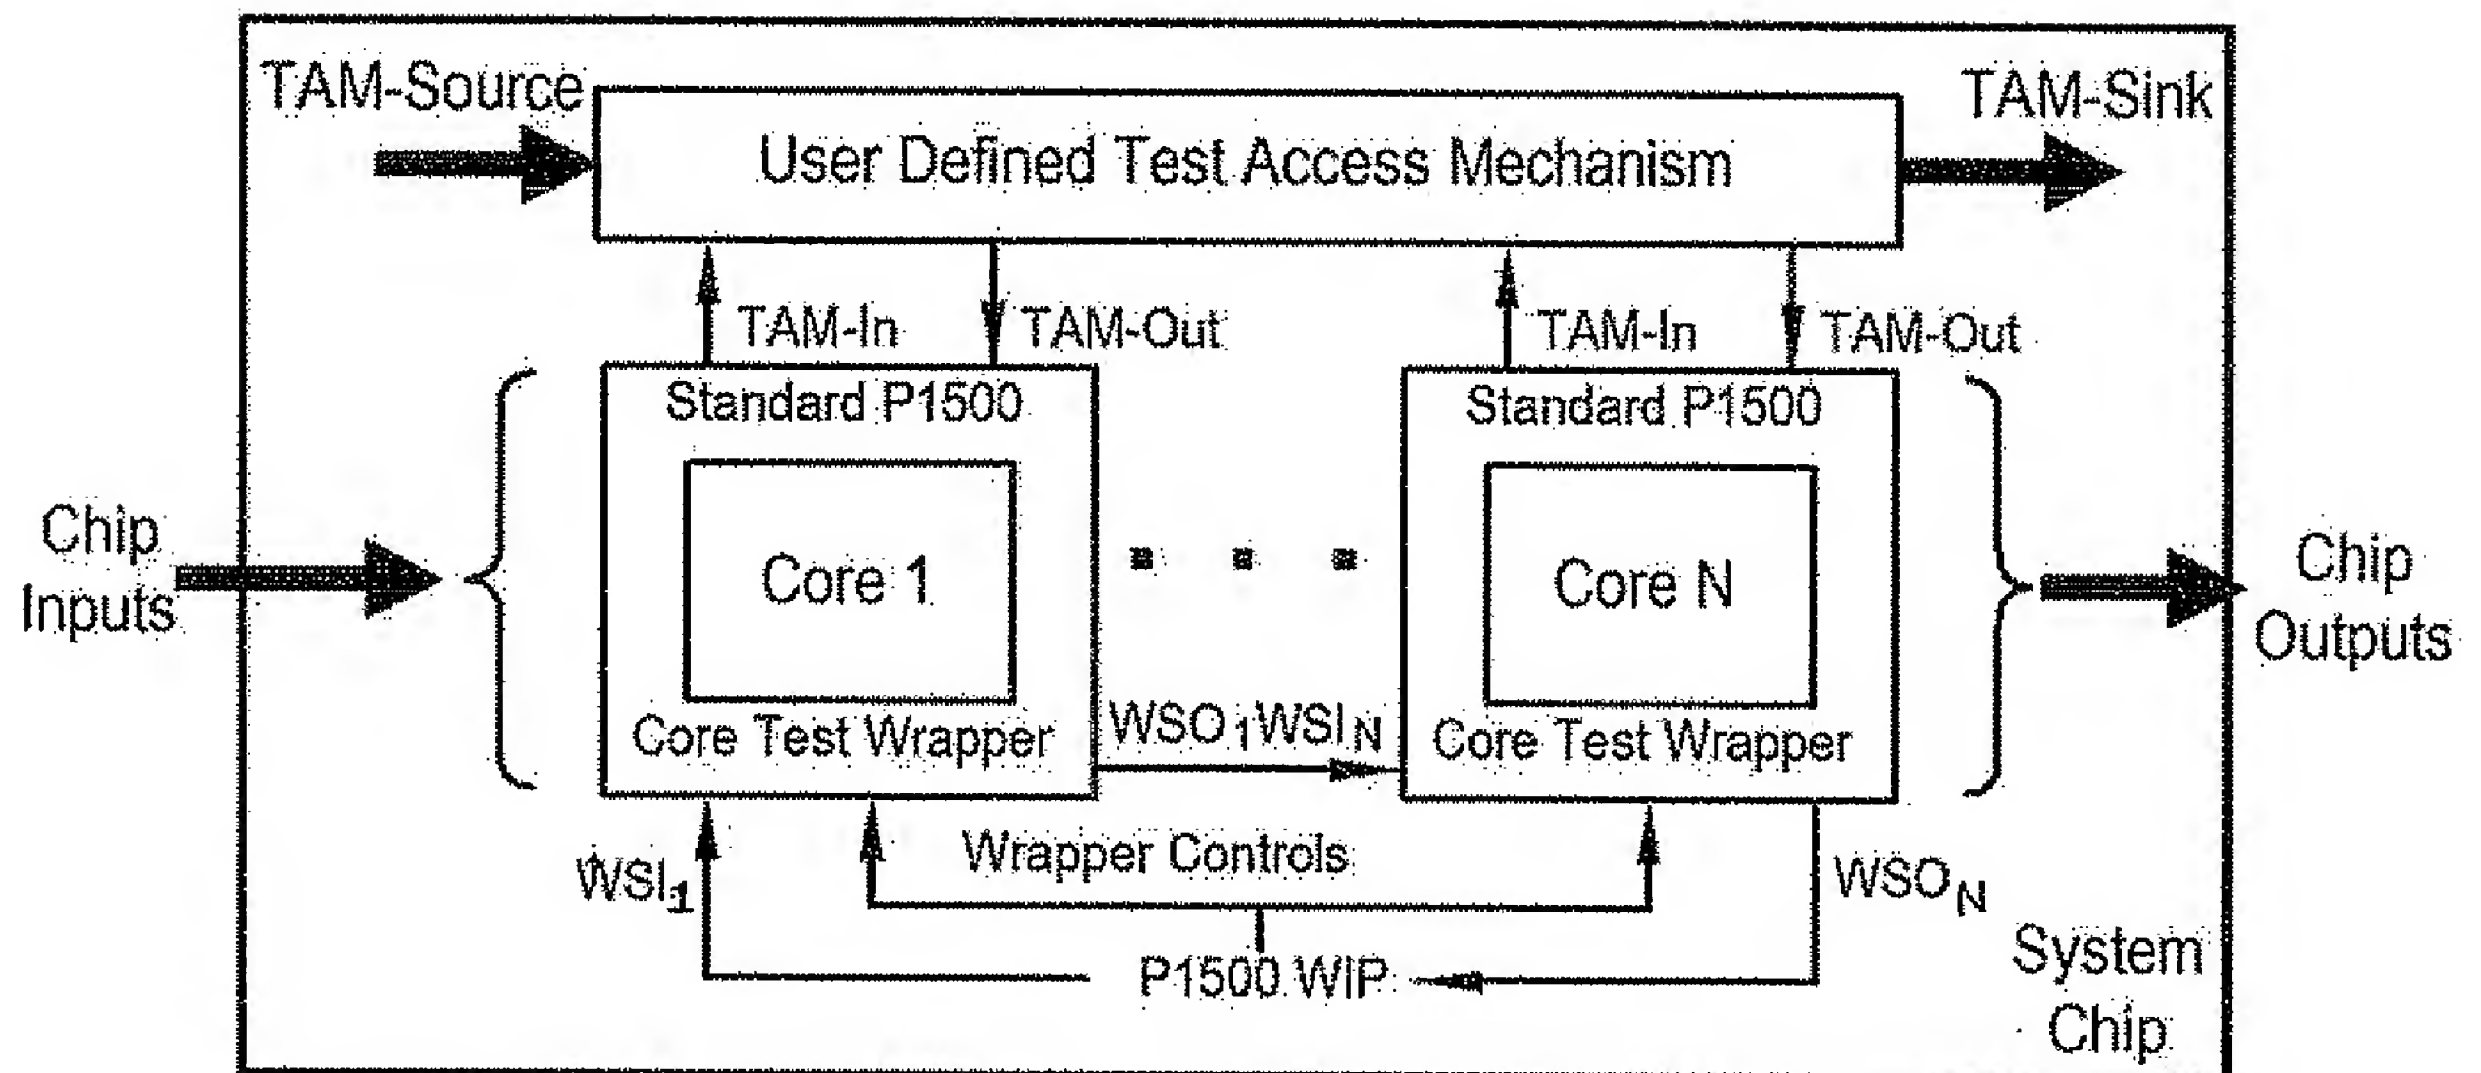 TAM-Source
TAM-Sink
User Defined Test Access Mechanism
TAM-In
TAM-Out
TAM-In
TAM-Out
Standard P1500
Standard P1500
Chip
Inputs
Core 1
Core N
Chip
Outputs
Core Test Wrapper
WSO1WSIN
Core Test Wrapper
WSI1
Wrapper Controls
WSON
P1500 WIP
System
Chip